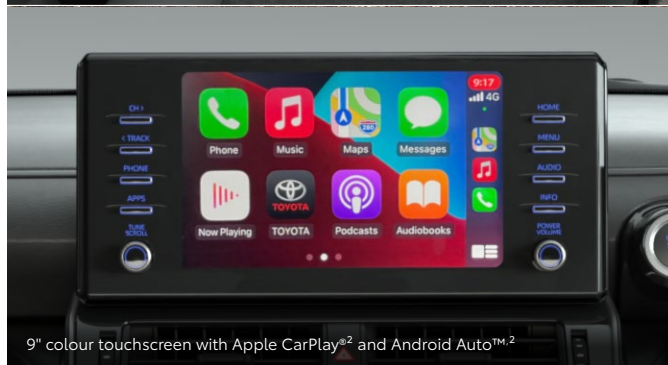 CH >
< TRACK
PHONE
APPS
TUNE
SCROLL
Phone
Music
Maps
Messages
Now Playing
TOYOTA
TOYOTA
Podcasts
Audiobooks
9:17
4G
280
HOME
MENU
AUDIO
INFO
POWER
VOLUME
9" colour touchscreen with Apple CarPlay®² and Android Auto™,²